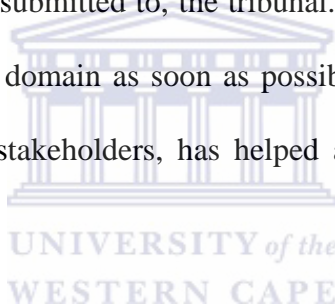 submitted to, the tribunal.
domain as soon as possib
stakeholders, has helped a
UNIVERSITY of the
WESTERN CAPE